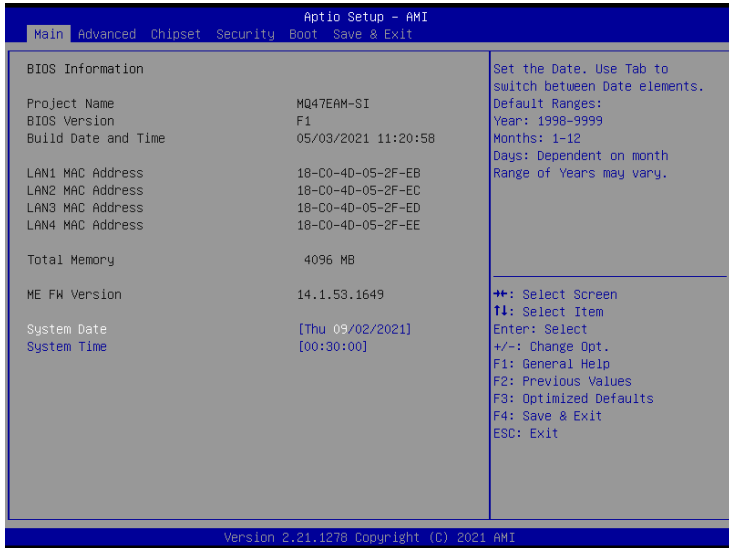 Aptio Setup – AMI
Main Advanced Chipset Security Boot Save & Exit
BIOS Information
Project Name MQ47EAM-SI
BIOS Version F1
Build Date and Time 05/03/2021 11:20:58
LAN1 MAC Address 18-C0-4D-05-2F-EB
LAN2 MAC Address 18-C0-4D-05-2F-EC
LAN3 MAC Address 18-C0-4D-05-2F-ED
LAN4 MAC Address 18-C0-4D-05-2F-EE
Total Memory 4096 MB
ME FW Version 14.1.53.1649
System Date [Thu 09/02/2021]
System Time [00:30:00]
Set the Date. Use Tab to
switch between Date elements.
Default Ranges:
Year: 1998-9999
Months: 1-12
Days: Dependent on month
Range of Years may vary.
→←: Select Screen
↑↓: Select Item
Enter: Select
+/-: Change Opt.
F1: General Help
F2: Previous Values
F3: Optimized Defaults
F4: Save & Exit
ESC: Exit
Version 2.21.1278 Copyright (C) 2021 AMI